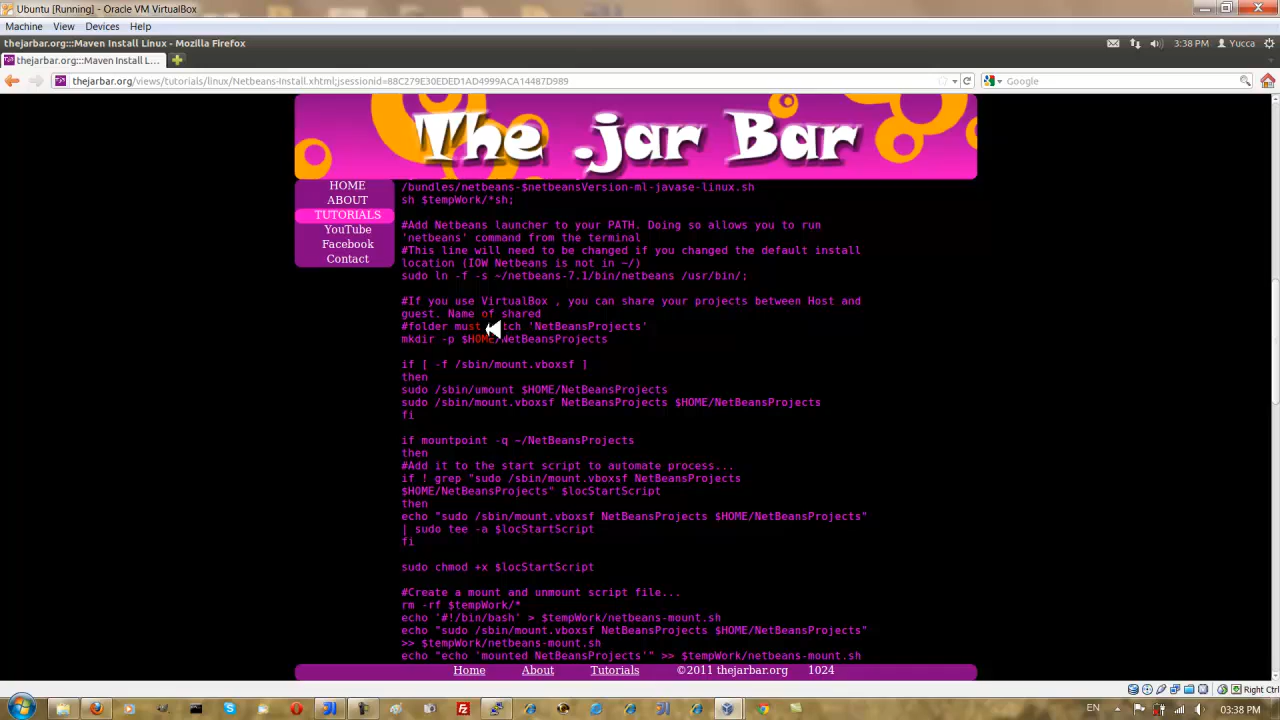 Ubuntu [Running] - Oracle VM VirtualBox
Machine View Devices Help
thejarbar.org:::Maven Install Linux - Mozilla Firefox
3:38 PM Yucca
thejarbar.org:::Maven Install L...
thejarbar.org/views/tutorials/linux/Netbeans-Install.xhtml;jsessionid=88C279E30EDED1AD4999ACA14487D989
Google
The .jar Bar
HOME
ABOUT
TUTORIALS
YouTube
Facebook
Contact
/bundles/netbeans-$netbeansVersion-ml-javase-linux.sh
sh $tempWork/*sh;
#Add Netbeans launcher to your PATH. Doing so allows you to run
'netbeans' command from the terminal
#This line will need to be changed if you changed the default install
location (IOW Netbeans is not in ~/)
sudo ln -f -s ~/netbeans-7.1/bin/netbeans /usr/bin/;
#If you use VirtualBox , you can share your projects between Host and
guest. Name of shared
#folder must tch 'NetBeansProjects'
mkdir -p $HOME/NetBeansProjects
if [ -f /sbin/mount.vboxsf ]
then
sudo /sbin/umount $HOME/NetBeansProjects
sudo /sbin/mount.vboxsf NetBeansProjects $HOME/NetBeansProjects
fi
if mountpoint -q ~/NetBeansProjects
then
#Add it to the start script to automate process...
if ! grep "sudo /sbin/mount.vboxsf NetBeansProjects
$HOME/NetBeansProjects" $locStartScript
then
echo "sudo /sbin/mount.vboxsf NetBeansProjects $HOME/NetBeansProjects"
| sudo tee -a $locStartScript
fi
sudo chmod +x $locStartScript
#Create a mount and unmount script file...
rm -rf $tempWork/*
echo '#!/bin/bash' > $tempWork/netbeans-mount.sh
echo "sudo /sbin/mount.vboxsf NetBeansProjects $HOME/NetBeansProjects"
>> $tempWork/netbeans-mount.sh
echo "echo 'mounted NetBeansProjects'" >> $tempWork/netbeans-mount.sh
Home About Tutorials ©2011 thejarbar.org 1024
Right Ctrl
EN 03:38 PM